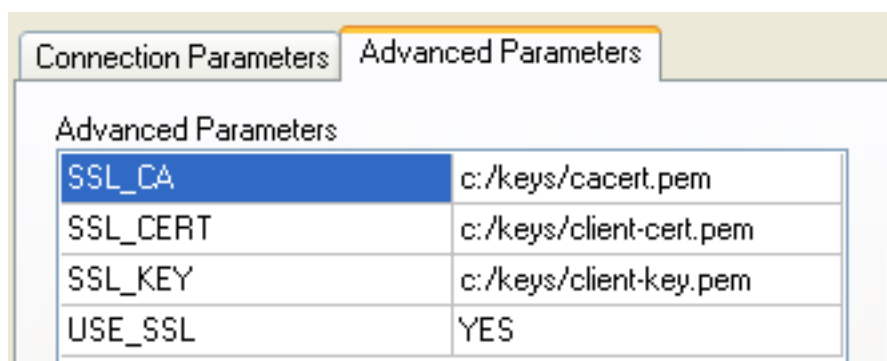 Connection Parameters Advanced Parameters
Advanced Parameters
SSL_CA c:/keys/cacert.pem
SSL_CERT c:/keys/client-cert.pem
SSL_KEY c:/keys/client-key.pem
USE_SSL YES